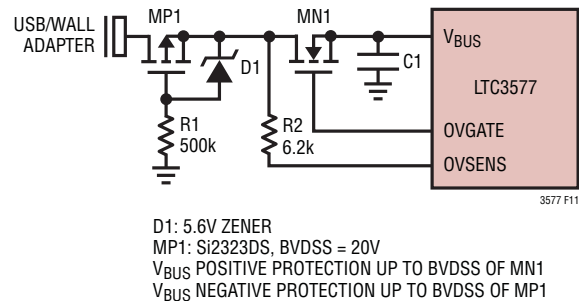 USB/WALL
ADAPTER
MP1
MN1
D1
C1
VBUS
LTC3577
R1
500k
R2
6.2k
OVGATE
OVSENS
3577 F11
D1: 5.6V ZENER
MP1: Si2323DS, BVDSS = 20V
VBUS POSITIVE PROTECTION UP TO BVDSS OF MN1
VBUS NEGATIVE PROTECTION UP TO BVDSS OF MP1